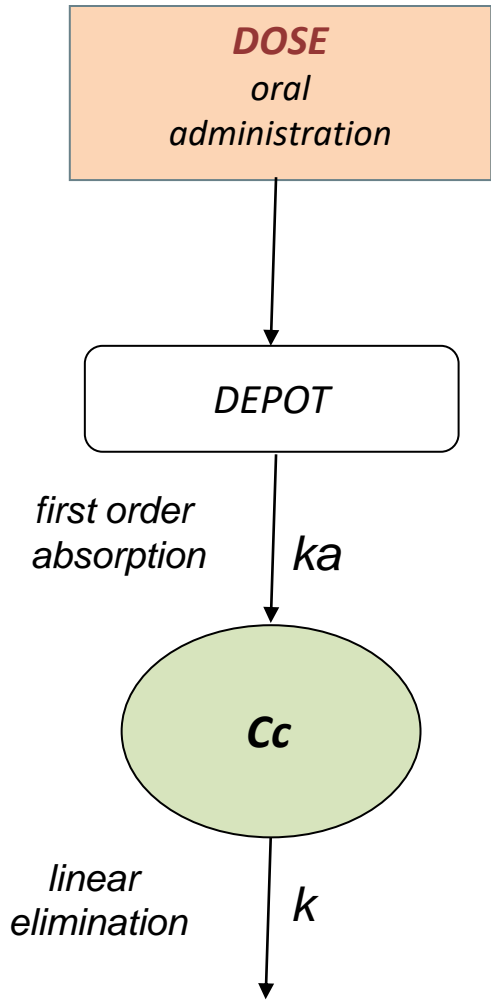 DOSE
oral
administration
DEPOT
first order
absorption
ka
Cc
linear
elimination
k